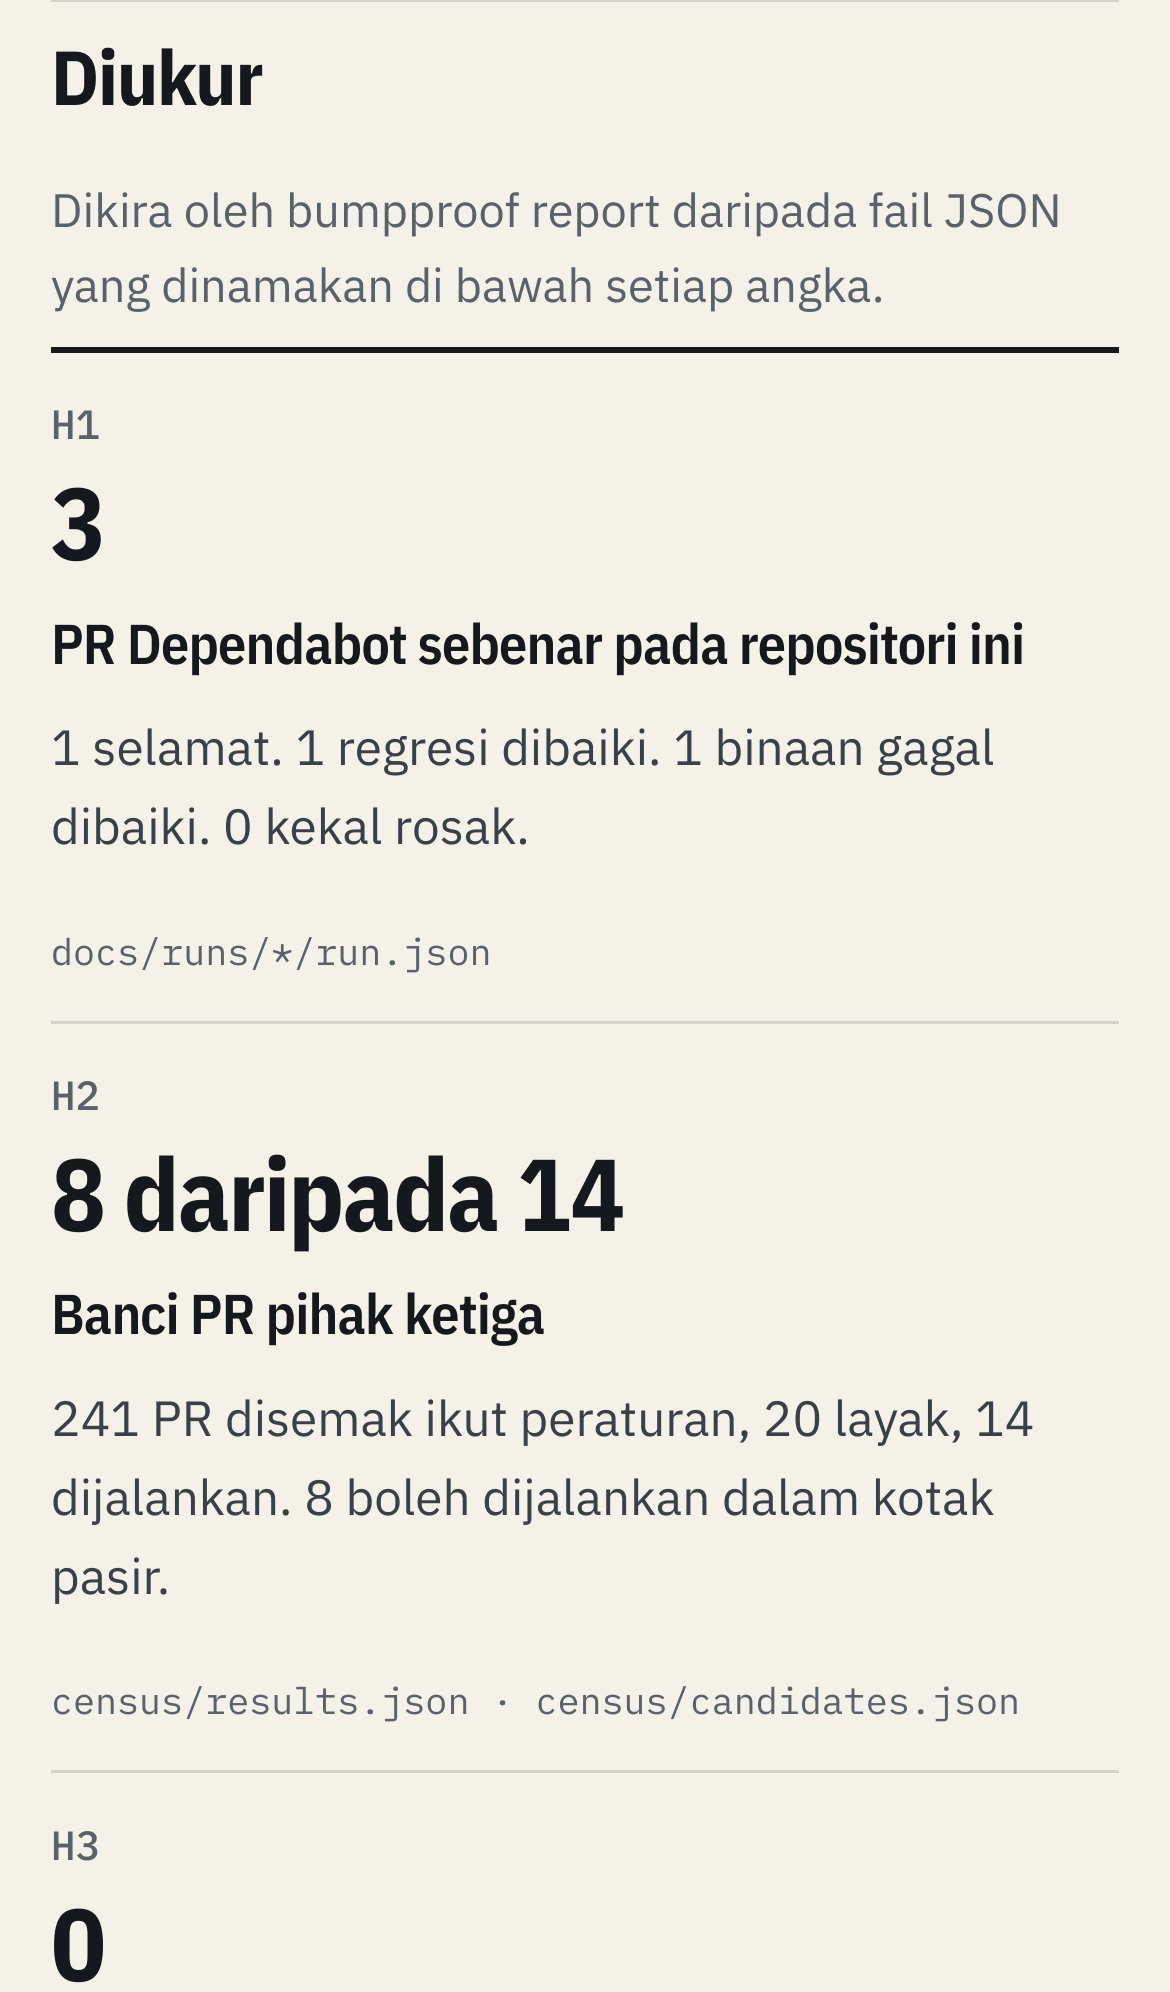 Diukur
Dikira oleh bumpproof report daripada fail JSON
yang dinamakan di bawah setiap angka.
H1
3
PR Dependabot sebenar pada repositori ini
1 selamat. 1 regresi dibaiki. 1 binaan gagal
dibaiki. 0 kekal rosak.
docs/runs/*/run.json
H2
8 daripada 14
Banci PR pihak ketiga
241 PR disemak ikut peraturan, 20 layak, 14
dijalankan. 8 boleh dijalankan dalam kotak
pasir.
census/results.json · census/candidates.json
H3
0